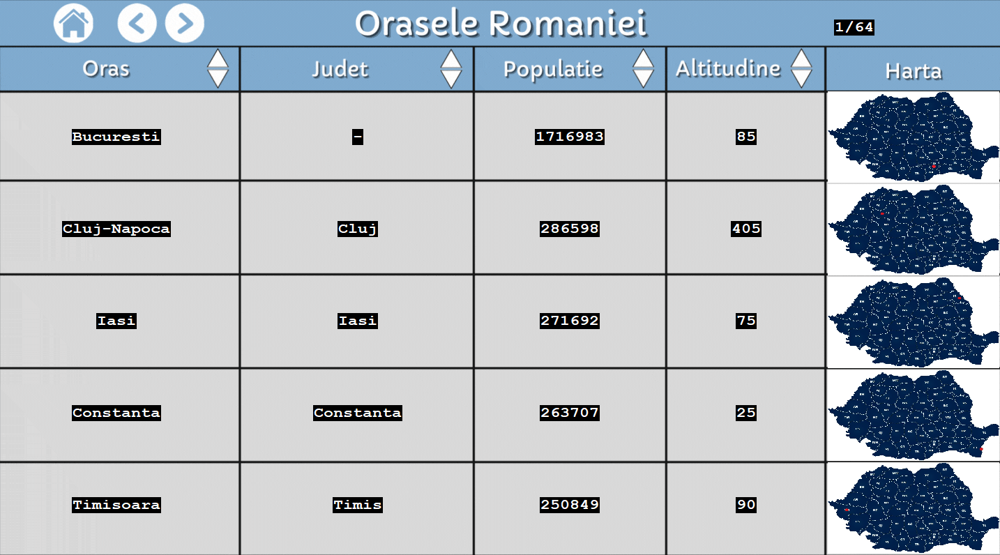 Orasele Romaniei
1/64
Oras Judet Populatie Altitudine Harta
Bucuresti - 1716983 85
Cluj-Napoca Cluj 286598 405
Iasi Iasi 271692 75
Constanta Constanta 263707 25
Timisoara Timis 250849 90